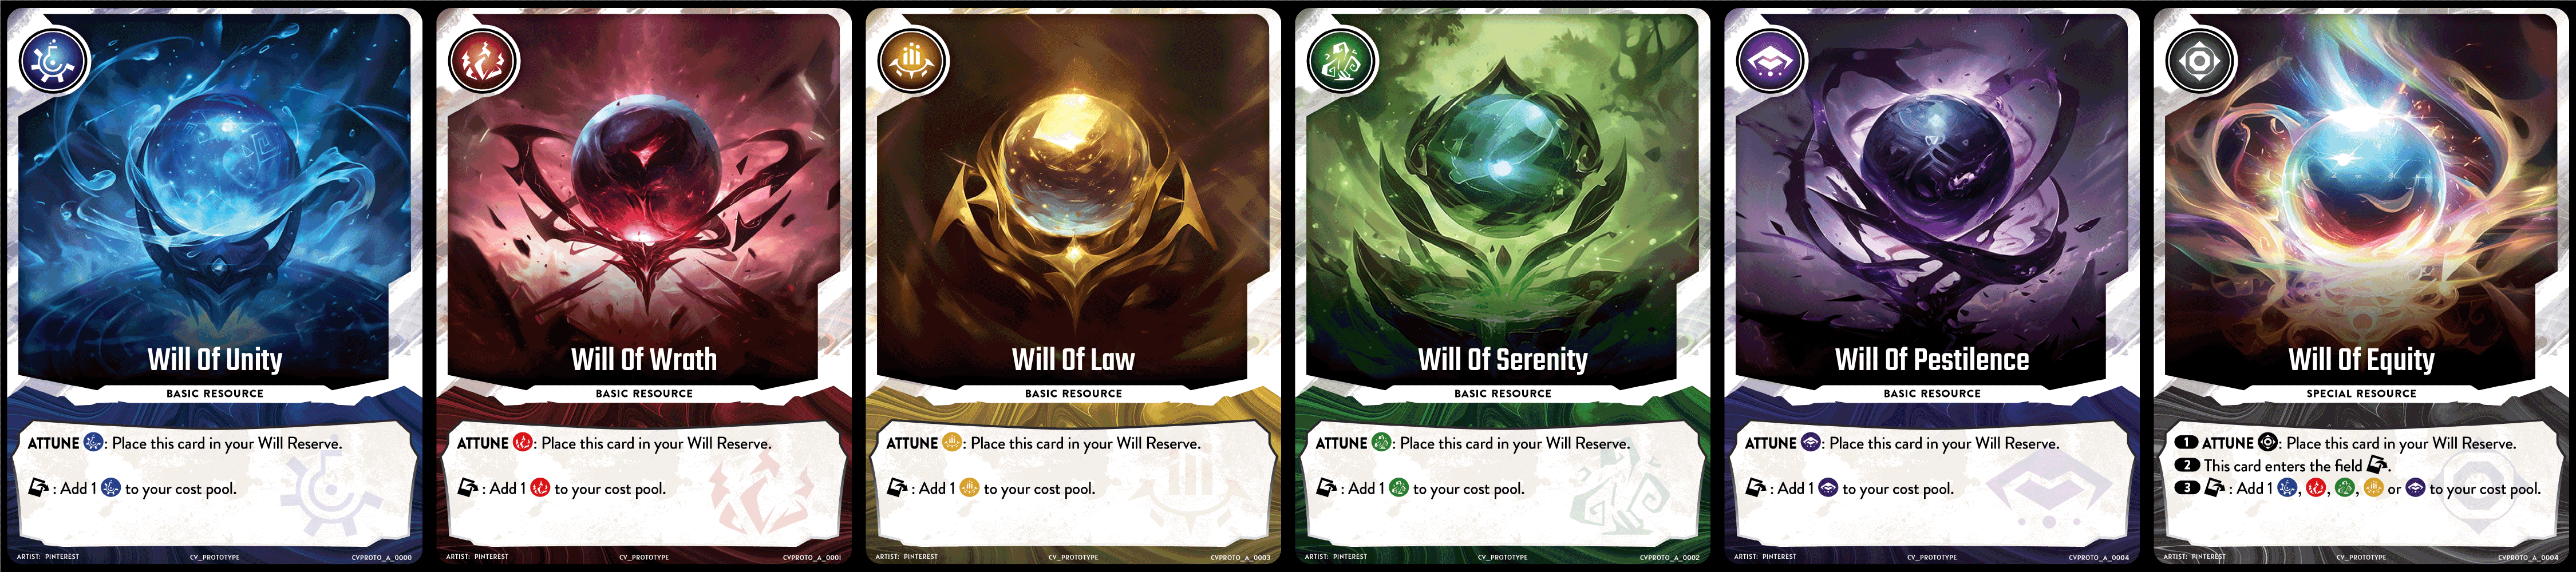 Will Of Unity
BASIC RESOURCE
ATTUNE : Place this card in your Will Reserve.
: Add 1 to your cost pool.
ARTIST: PINTEREST
CV_PROTOTYPE
CVPROTO_A_0000
Will Of Wrath
BASIC RESOURCE
ATTUNE : Place this card in your Will Reserve.
: Add 1 to your cost pool.
ARTIST: PINTEREST
CV_PROTOTYPE
CVPROTO_A_0001
Will Of Law
BASIC RESOURCE
ATTUNE : Place this card in your Will Reserve.
: Add 1 to your cost pool.
ARTIST: PINTEREST
CV_PROTOTYPE
CVPROTO_A_0003
Will Of Serenity
BASIC RESOURCE
ATTUNE : Place this card in your Will Reserve.
: Add 1 to your cost pool.
ARTIST: PINTEREST
CV_PROTOTYPE
CVPROTO_A_0002
Will Of Pestilence
BASIC RESOURCE
ATTUNE : Place this card in your Will Reserve.
: Add 1 to your cost pool.
ARTIST: PINTEREST
CV_PROTOTYPE
CVPROTO_A_0004
Will Of Equity
SPECIAL RESOURCE
1 ATTUNE : Place this card in your Will Reserve.
2 This card enters the field .
3 : Add 1 , , , or to your cost pool.
ARTIST: PINTEREST
CV_PROTOTYPE
CVPROTO_A_0004